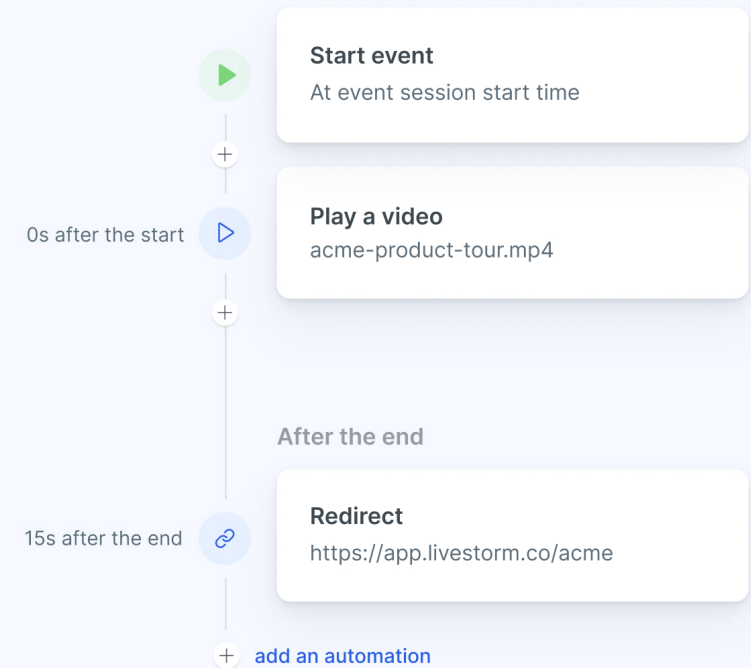 Start event
At event session start time
0s after the start
Play a video
acme-product-tour.mp4
After the end
15s after the end
Redirect
https://app.livestorm.co/acme
add an automation